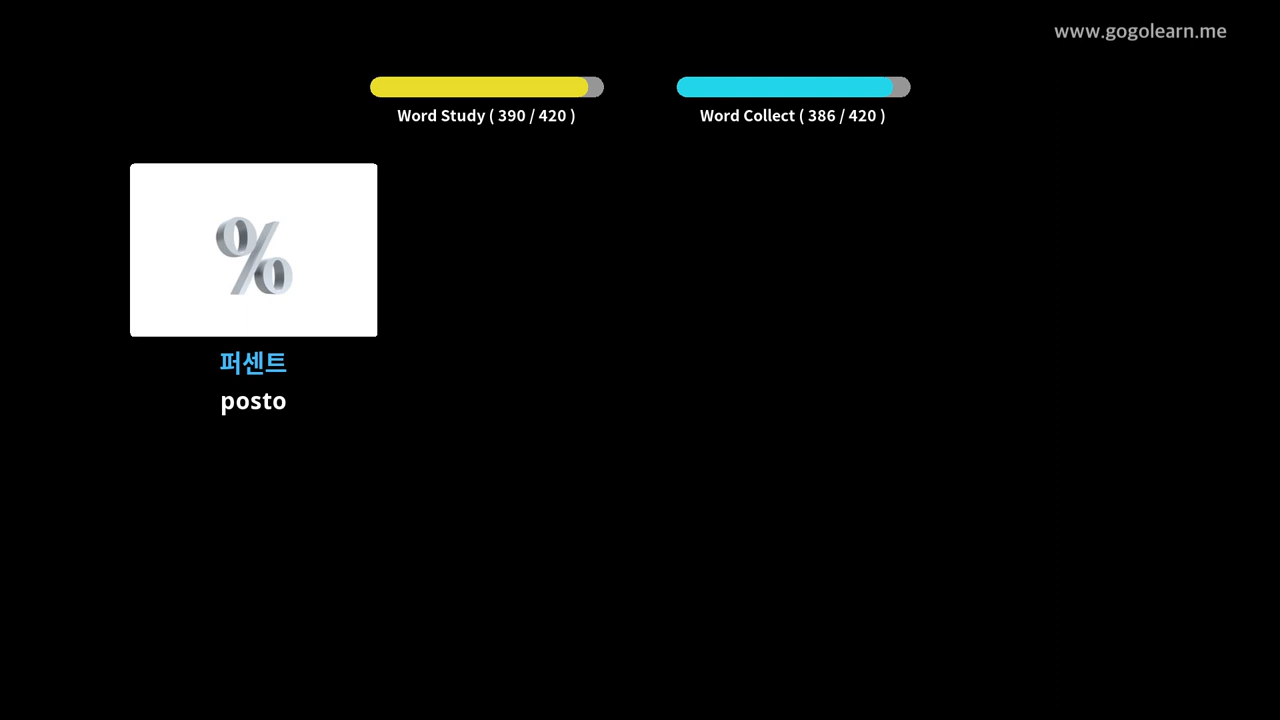 www.gogolearn.me
Word Study ( 390 / 420 )
Word Collect ( 386 / 420 )
%
퍼센트
posto